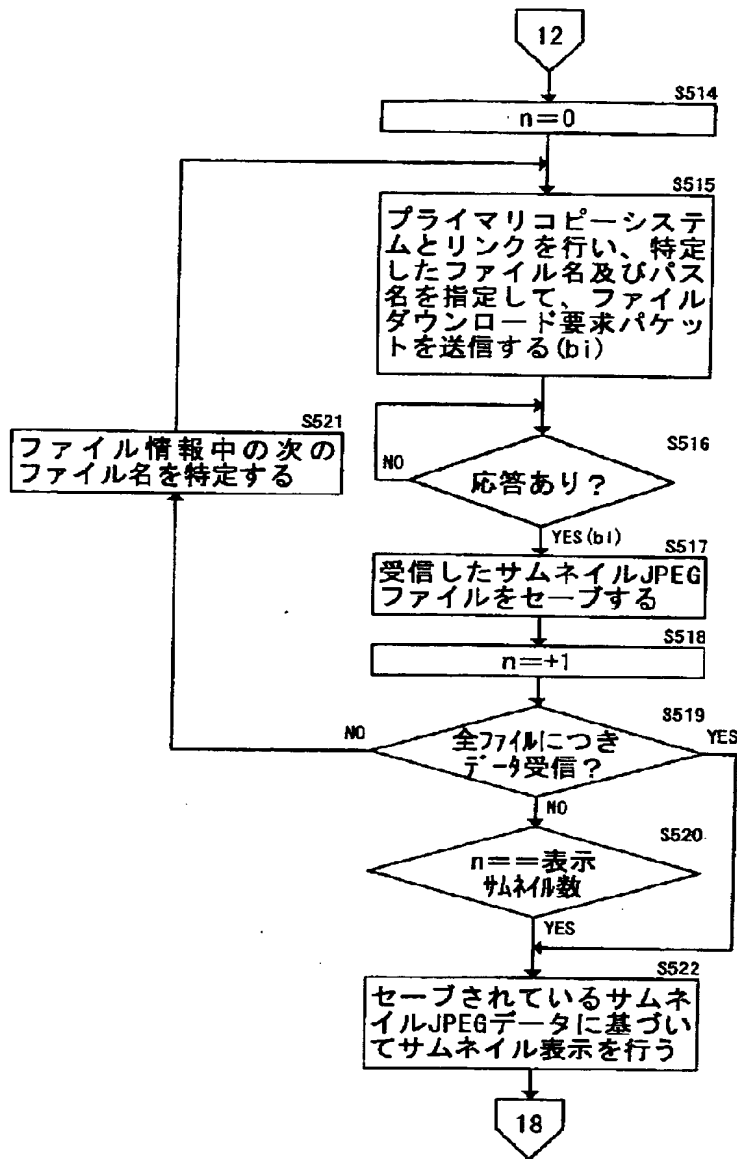 12
S514
n=0
S515
プライマリコピーシステ
ムとリンクを行い、特定
したファイル名及びパス
名を指定して、ファイル
ダウンロード要求パケッ
トを送信する(bi)
S521
ファイル情報中の次の
ファイル名を特定する
S516
NO
応答あり?
YES(bi)
S517
受信したサムネイルJPEG
ファイルをセーブする
S518
n=+1
S519
NO
全ファイルにつき
データ受信?
YES
NO
S520
n==表示
サムネイル数
YES
S522
セーブされているサムネ
イルJPEGデータに基づい
てサムネイル表示を行う
18